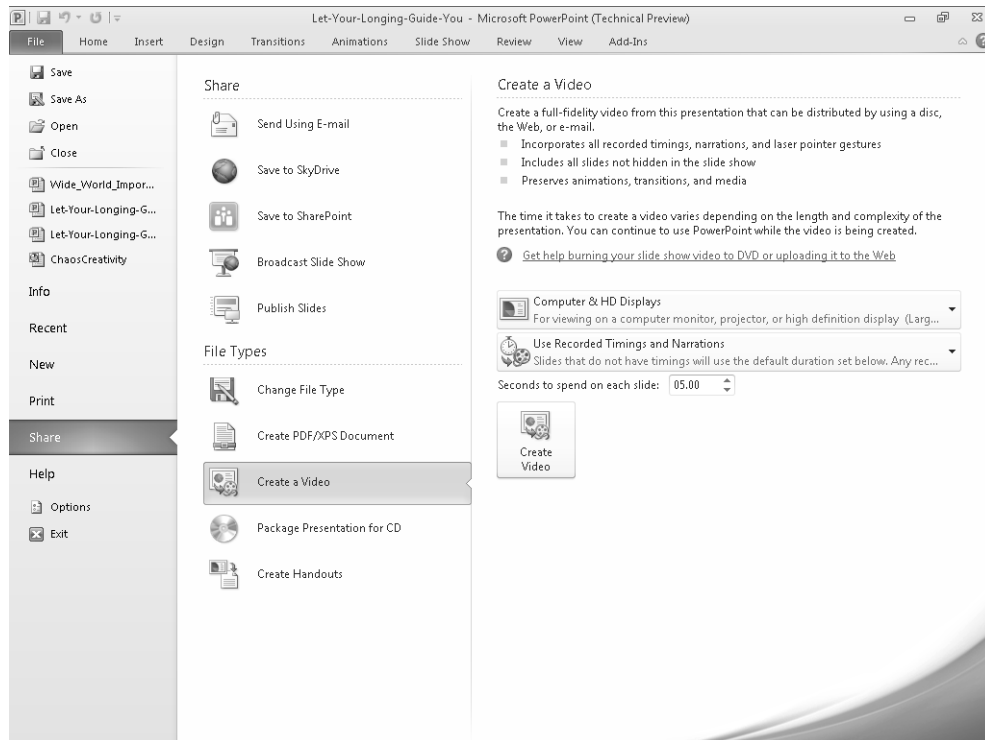 Let-Your-Longing-Guide-You - Microsoft PowerPoint (Technical Preview)
File Home Insert Design Transitions Animations Slide Show Review View Add-Ins
Save
Save As
Open
Close
Wide_World_Impor...
Let-Your-Longing-G...
Let-Your-Longing-G...
ChaosCreativity
Info
Recent
New
Print
Share
Help
Options
Exit
Share
Send Using E-mail
Save to SkyDrive
Save to SharePoint
Broadcast Slide Show
Publish Slides
File Types
Change File Type
Create PDF/XPS Document
Create a Video
Package Presentation for CD
Create Handouts
Create a Video
Create a full-fidelity video from this presentation that can be distributed by using a disc,
the Web, or e-mail.
Incorporates all recorded timings, narrations, and laser pointer gestures
Includes all slides not hidden in the slide show
Preserves animations, transitions, and media
The time it takes to create a video varies depending on the length and complexity of the
presentation. You can continue to use PowerPoint while the video is being created.
Get help burning your slide show video to DVD or uploading it to the Web
Computer & HD Displays
For viewing on a computer monitor, projector, or high definition display (Larg...
Use Recorded Timings and Narrations
Slides that do not have timings will use the default duration set below. Any rec...
Seconds to spend on each slide: 05.00
Create
Video